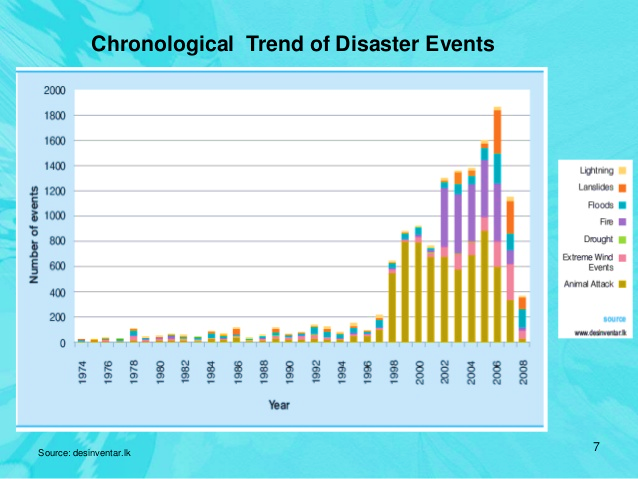 Chronological Trend of Disaster Events
2000
1800
1600
1400
1200
1000
800
600
400
200
0
Number of events
1974
1976
1978
1980
1982
1984
1986
1988
1990
1992
1994
1996
1998
2000
2002
2004
2006
2008
Year
Lightning
Lanslides
Floods
Fire
Drought
Extreme Wind
Events
Animal Attack
source
www.desinventar.lk
Source: desinventar.lk
7